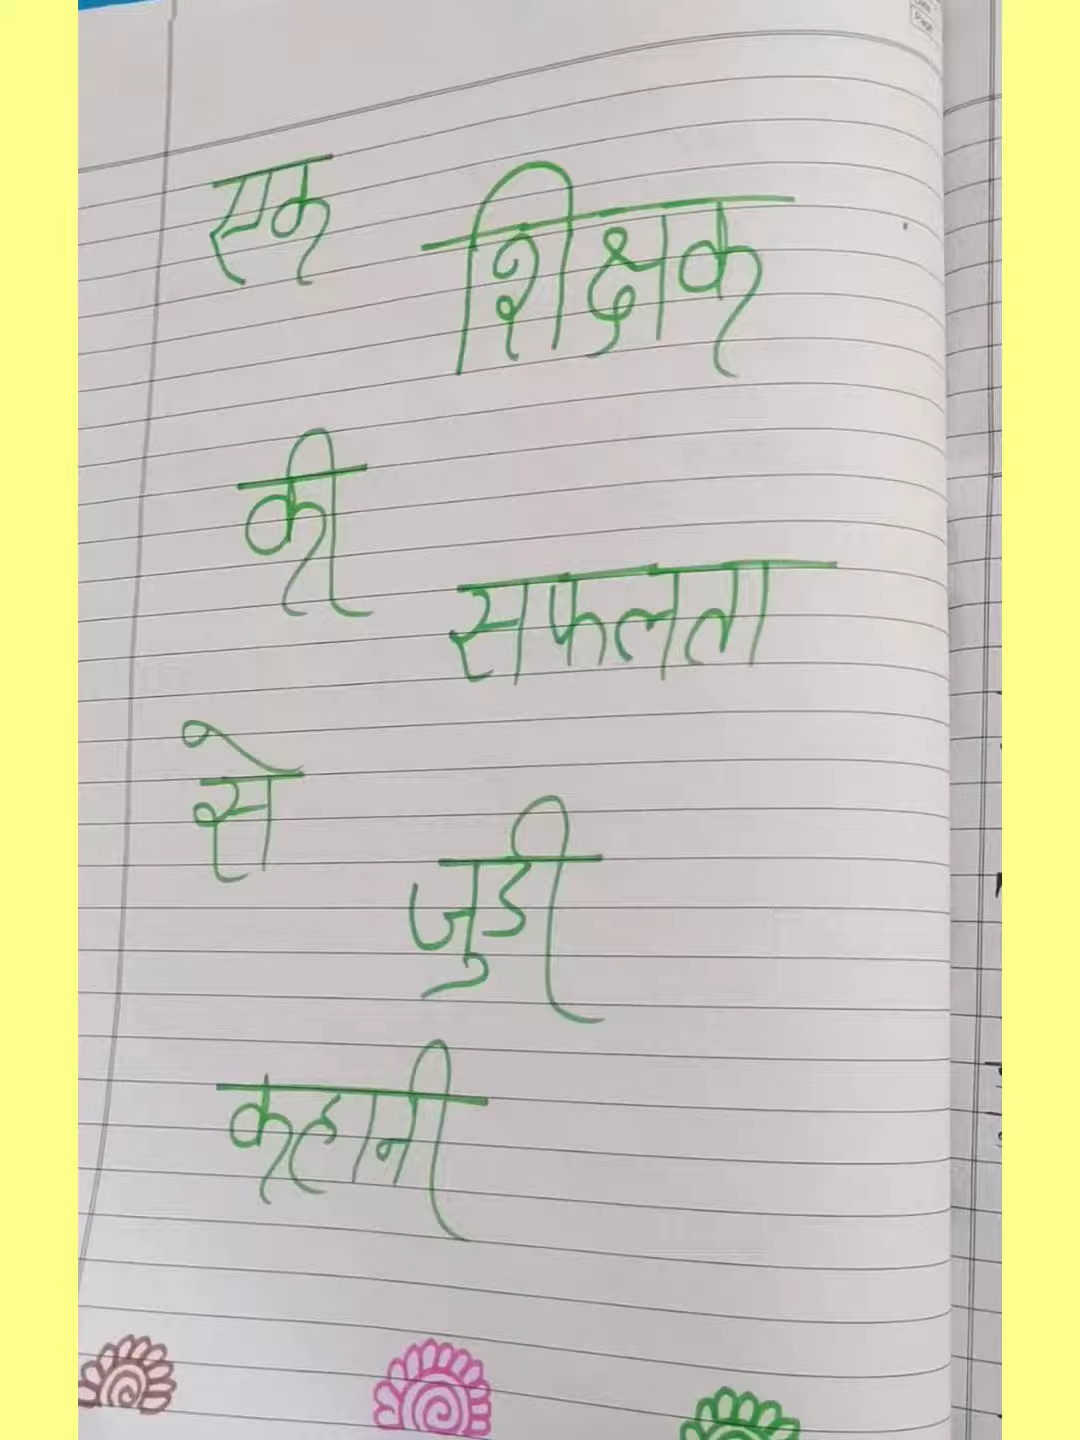 एक शिक्षक
की
सफलता
से
जुडी
कहानी